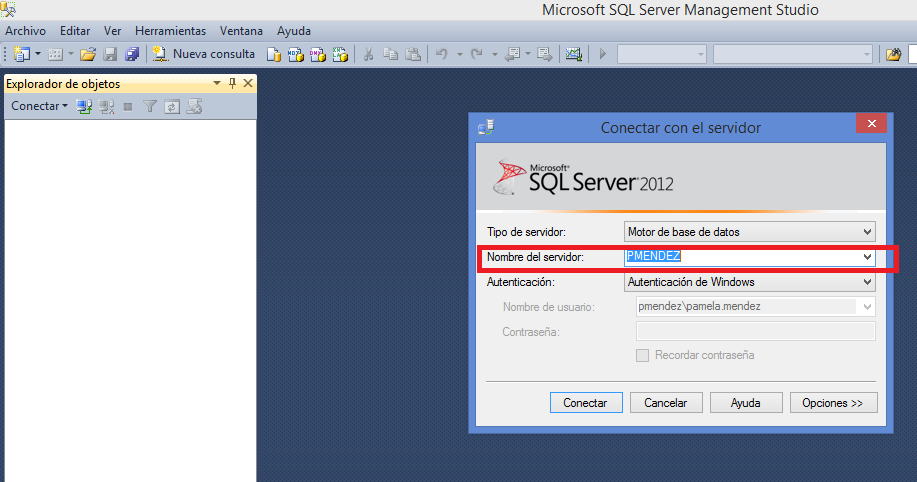 Microsoft SQL Server Management Studio
Archivo Editar Ver Herramientas Ventana Ayuda
Nueva consulta
Explorador de objetos
Conectar
Conectar con el servidor
Microsoft®
SQL Server® 2012
Tipo de servidor: Motor de base de datos
Nombre del servidor: PMENDEZ
Autenticación: Autenticación de Windows
Nombre de usuario: pmendez\pamela.mendez
Contraseña:
Recordar contraseña
Conectar Cancelar Ayuda Opciones >>